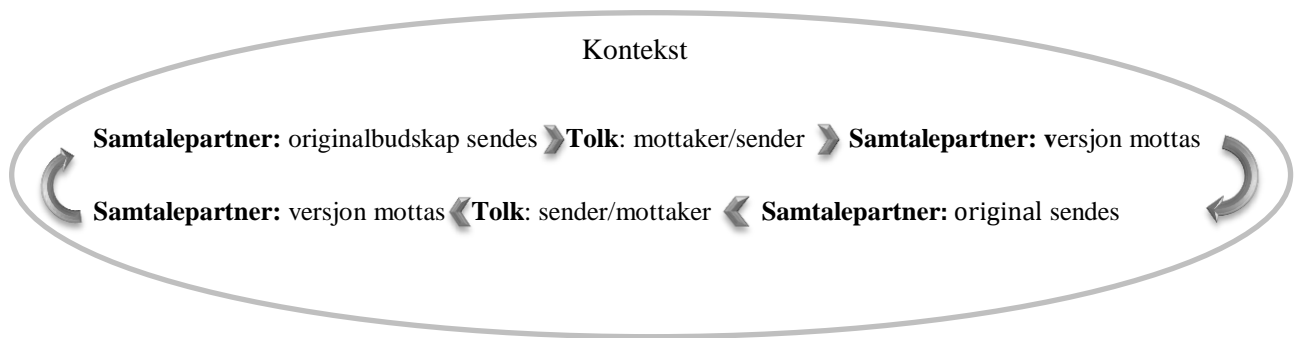 Kontekst
Samtalepartner: originalbudskap sendes Tolk: mottaker/sender Samtalepartner: versjon mottas
Samtalepartner: versjon mottas Tolk: sender/mottaker Samtalepartner: original sendes